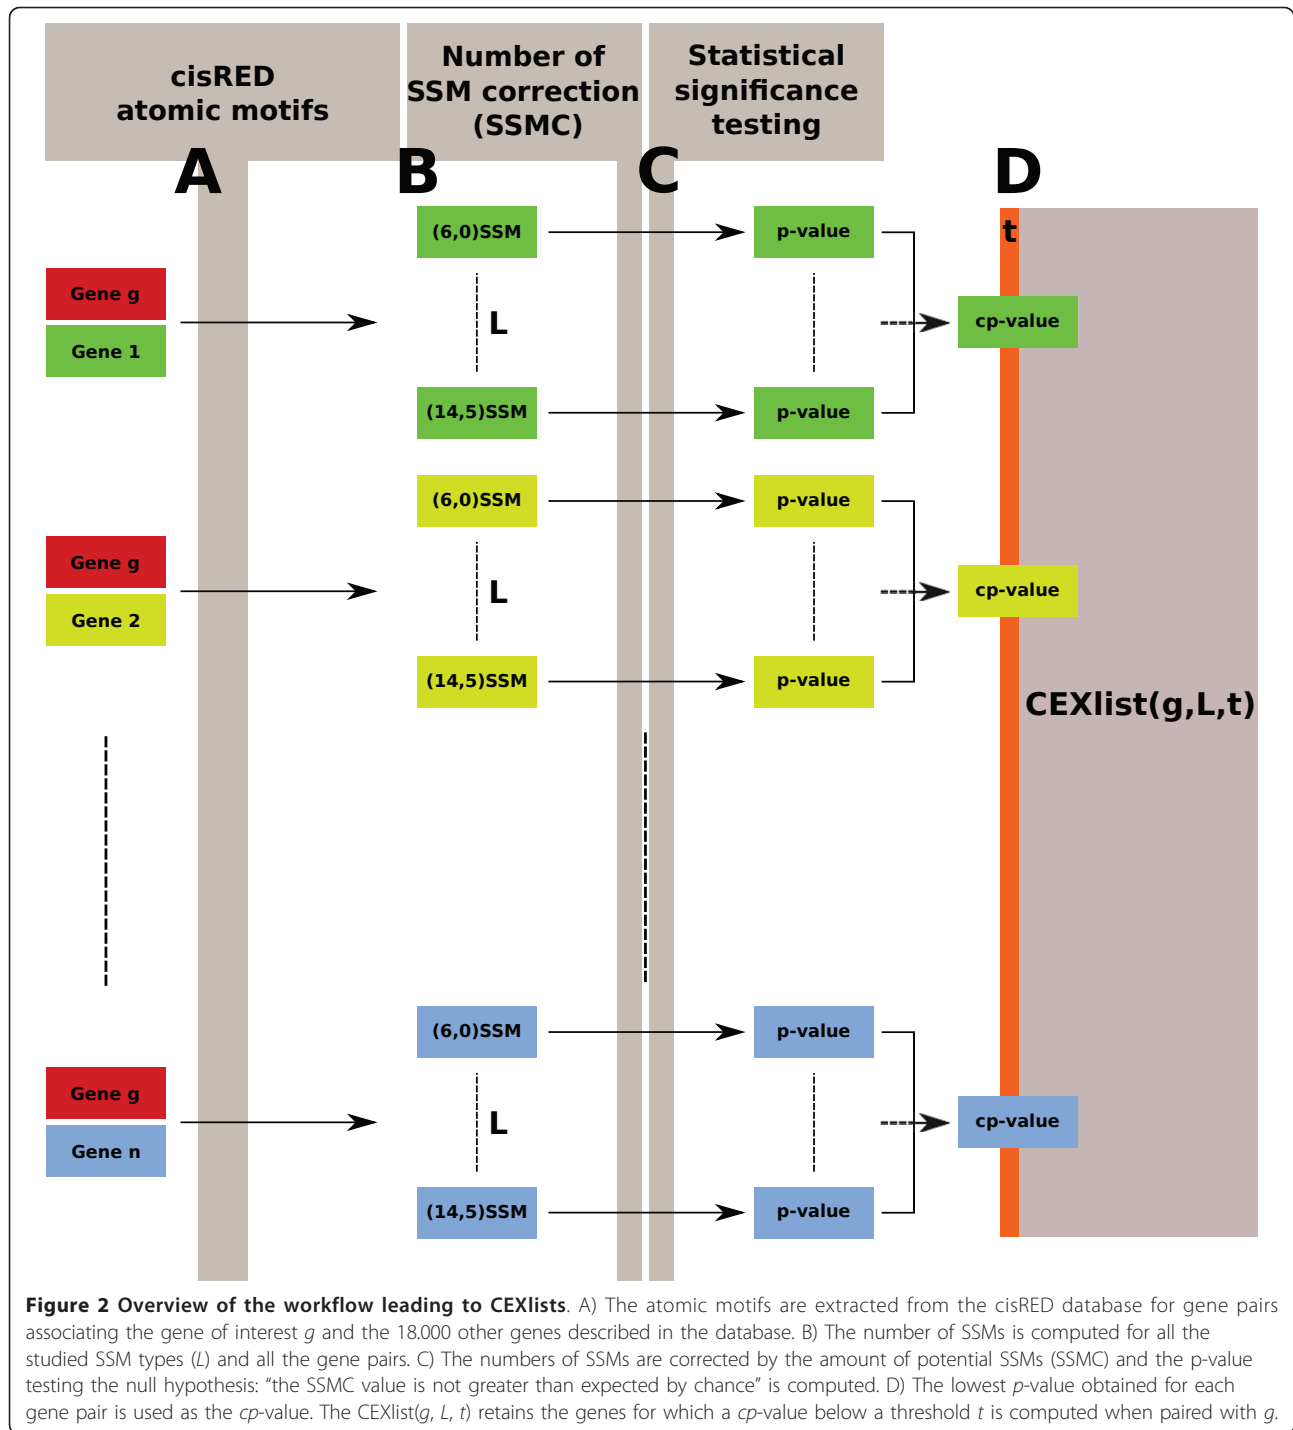 cisRED
atomic motifs
Number of
SSM correction
(SSMC)
Statistical
significance
testing
A
B
C
D
t
(6,0)SSM
p-value
Gene g
Gene 1
L
cp-value
(14,5)SSM
p-value
(6,0)SSM
p-value
Gene g
Gene 2
L
cp-value
(14,5)SSM
p-value
CEXlist(g,L,t)
(6,0)SSM
p-value
Gene g
Gene n
L
cp-value
(14,5)SSM
p-value
Figure 2 Overview of the workflow leading to CEXlists. A) The atomic motifs are extracted from the cisRED database for gene pairs
associating the gene of interest g and the 18.000 other genes described in the database. B) The number of SSMs is computed for all the
studied SSM types (L) and all the gene pairs. C) The numbers of SSMs are corrected by the amount of potential SSMs (SSMC) and the p-value
testing the null hypothesis: “the SSMC value is not greater than expected by chance” is computed. D) The lowest p-value obtained for each
gene pair is used as the cp-value. The CEXlist(g, L, t) retains the genes for which a cp-value below a threshold t is computed when paired with g.